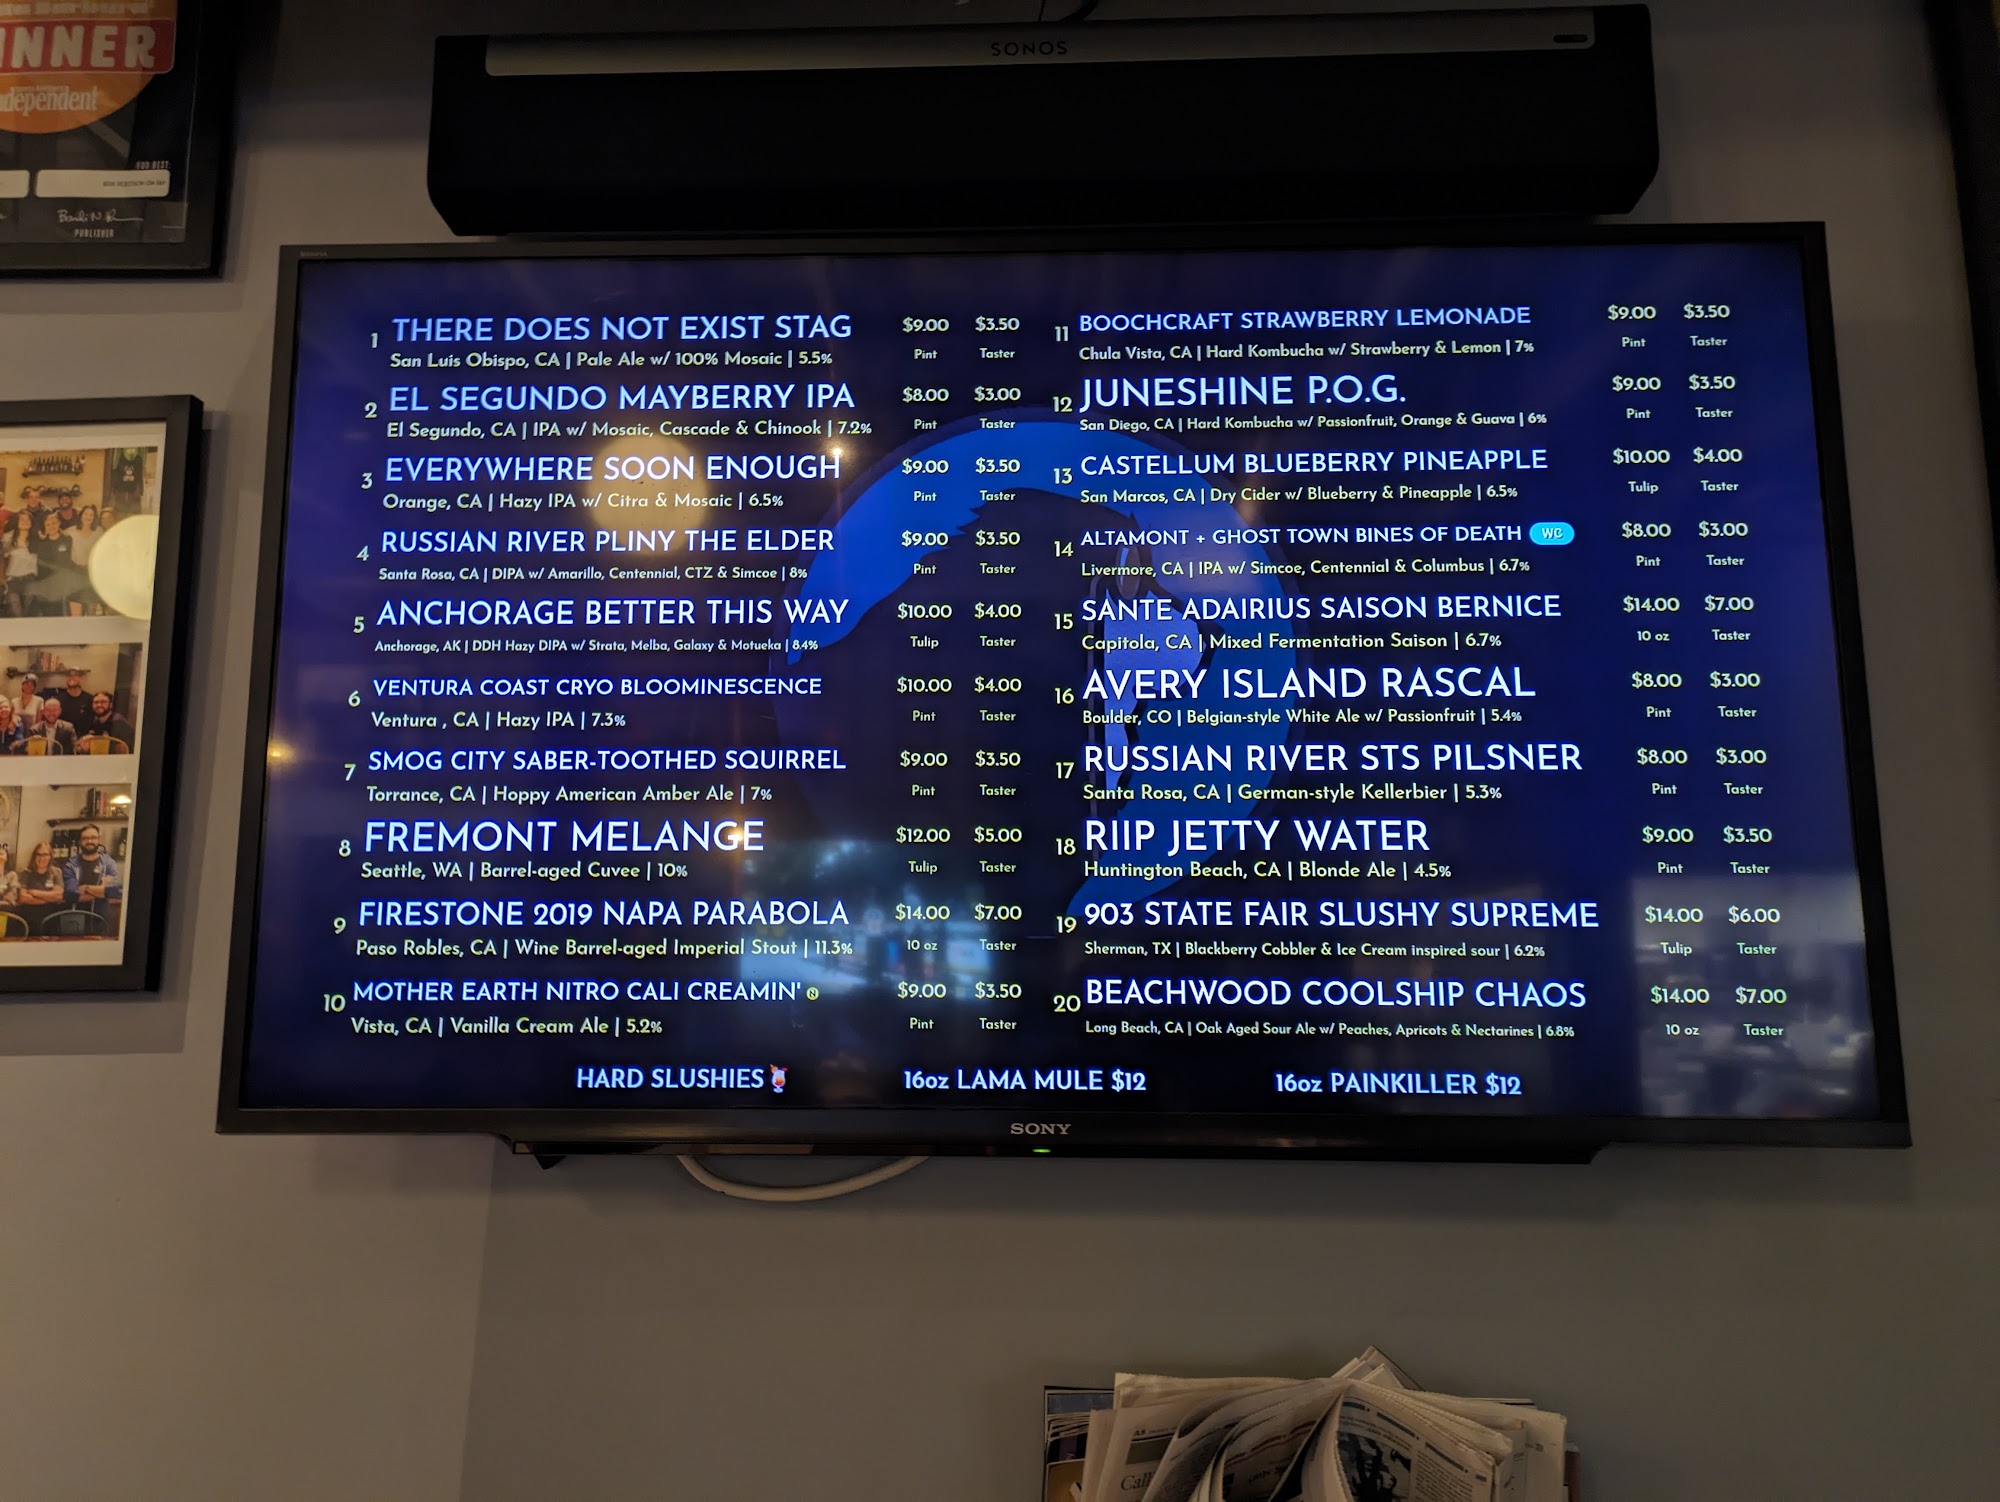 INNER
Independent
PUBLISHER
SONOS
1 THERE DOES NOT EXIST STAG $9.00 $3.50
San Luis Obispo, CA | Pale Ale w/ 100% Mosaic | 5.5% Pint Taster
2 EL SEGUNDO MAYBERRY IPA $8.00 $3.00
El Segundo, CA | IPA w/ Mosaic, Cascade & Chinook | 7.2% Pint Taster
3 EVERYWHERE SOON ENOUGH $9.00 $3.50
Orange, CA | Hazy IPA w/ Citra & Mosaic | 6.5% Pint Taster
4 RUSSIAN RIVER PLINY THE ELDER $9.00 $3.50
Santa Rosa, CA | DIPA w/ Amarillo, Centennial, CTZ & Simcoe | 8% Pint Taster
5 ANCHORAGE BETTER THIS WAY $10.00 $4.00
Anchorage, AK | DDH Hazy DIPA w/ Strata, Melba, Galaxy & Motueka | 8.4% Tulip Taster
6 VENTURA COAST CRYO BLOOMINESCENCE $10.00 $4.00
Ventura , CA | Hazy IPA | 7.3% Pint Taster
7 SMOG CITY SABER-TOOTHED SQUIRREL $9.00 $3.50
Torrance, CA | Hoppy American Amber Ale | 7% Pint Taster
8 FREMONT MELANGE $12.00 $5.00
Seattle, WA | Barrel-aged Cuvee | 10% Tulip Taster
9 FIRESTONE 2019 NAPA PARABOLA $14.00 $7.00
Paso Robles, CA | Wine Barrel-aged Imperial Stout | 11.3% 10 oz Taster
10 MOTHER EARTH NITRO CALI CREAMIN' N $9.00 $3.50
Vista, CA | Vanilla Cream Ale | 5.2% Pint Taster
11 BOOCHCRAFT STRAWBERRY LEMONADE $9.00 $3.50
Chula Vista, CA | Hard Kombucha w/ Strawberry & Lemon | 7% Pint Taster
12 JUNESHINE P.O.G. $9.00 $3.50
San Diego, CA | Hard Kombucha w/ Passionfruit, Orange & Guava | 6% Pint Taster
13 CASTELLUM BLUEBERRY PINEAPPLE $10.00 $4.00
San Marcos, CA | Dry Cider w/ Blueberry & Pineapple | 6.5% Tulip Taster
14 ALTAMONT + GHOST TOWN BINES OF DEATH WC $8.00 $3.00
Livermore, CA | IPA w/ Simcoe, Centennial & Columbus | 6.7% Pint Taster
15 SANTE ADAIRIUS SAISON BERNICE $14.00 $7.00
Capitola, CA | Mixed Fermentation Saison | 6.7% 10 oz Taster
16 AVERY ISLAND RASCAL $8.00 $3.00
Boulder, CO | Belgian-style White Ale w/ Passionfruit | 5.4% Pint Taster
17 RUSSIAN RIVER STS PILSNER $8.00 $3.00
Santa Rosa, CA | German-style Kellerbier | 5.3% Pint Taster
18 RIIP JETTY WATER $9.00 $3.50
Huntington Beach, CA | Blonde Ale | 4.5% Pint Taster
19 903 STATE FAIR SLUSHY SUPREME $14.00 $6.00
Sherman, TX | Blackberry Cobbler & Ice Cream inspired sour | 6.2% Tulip Taster
20 BEACHWOOD COOLSHIP CHAOS $14.00 $7.00
Long Beach, CA | Oak Aged Sour Ale w/ Peaches, Apricots & Nectarines | 6.8% 10 oz Taster
HARD SLUSHIES 16oz LAMA MULE $12 16oz PAINKILLER $12
SONY